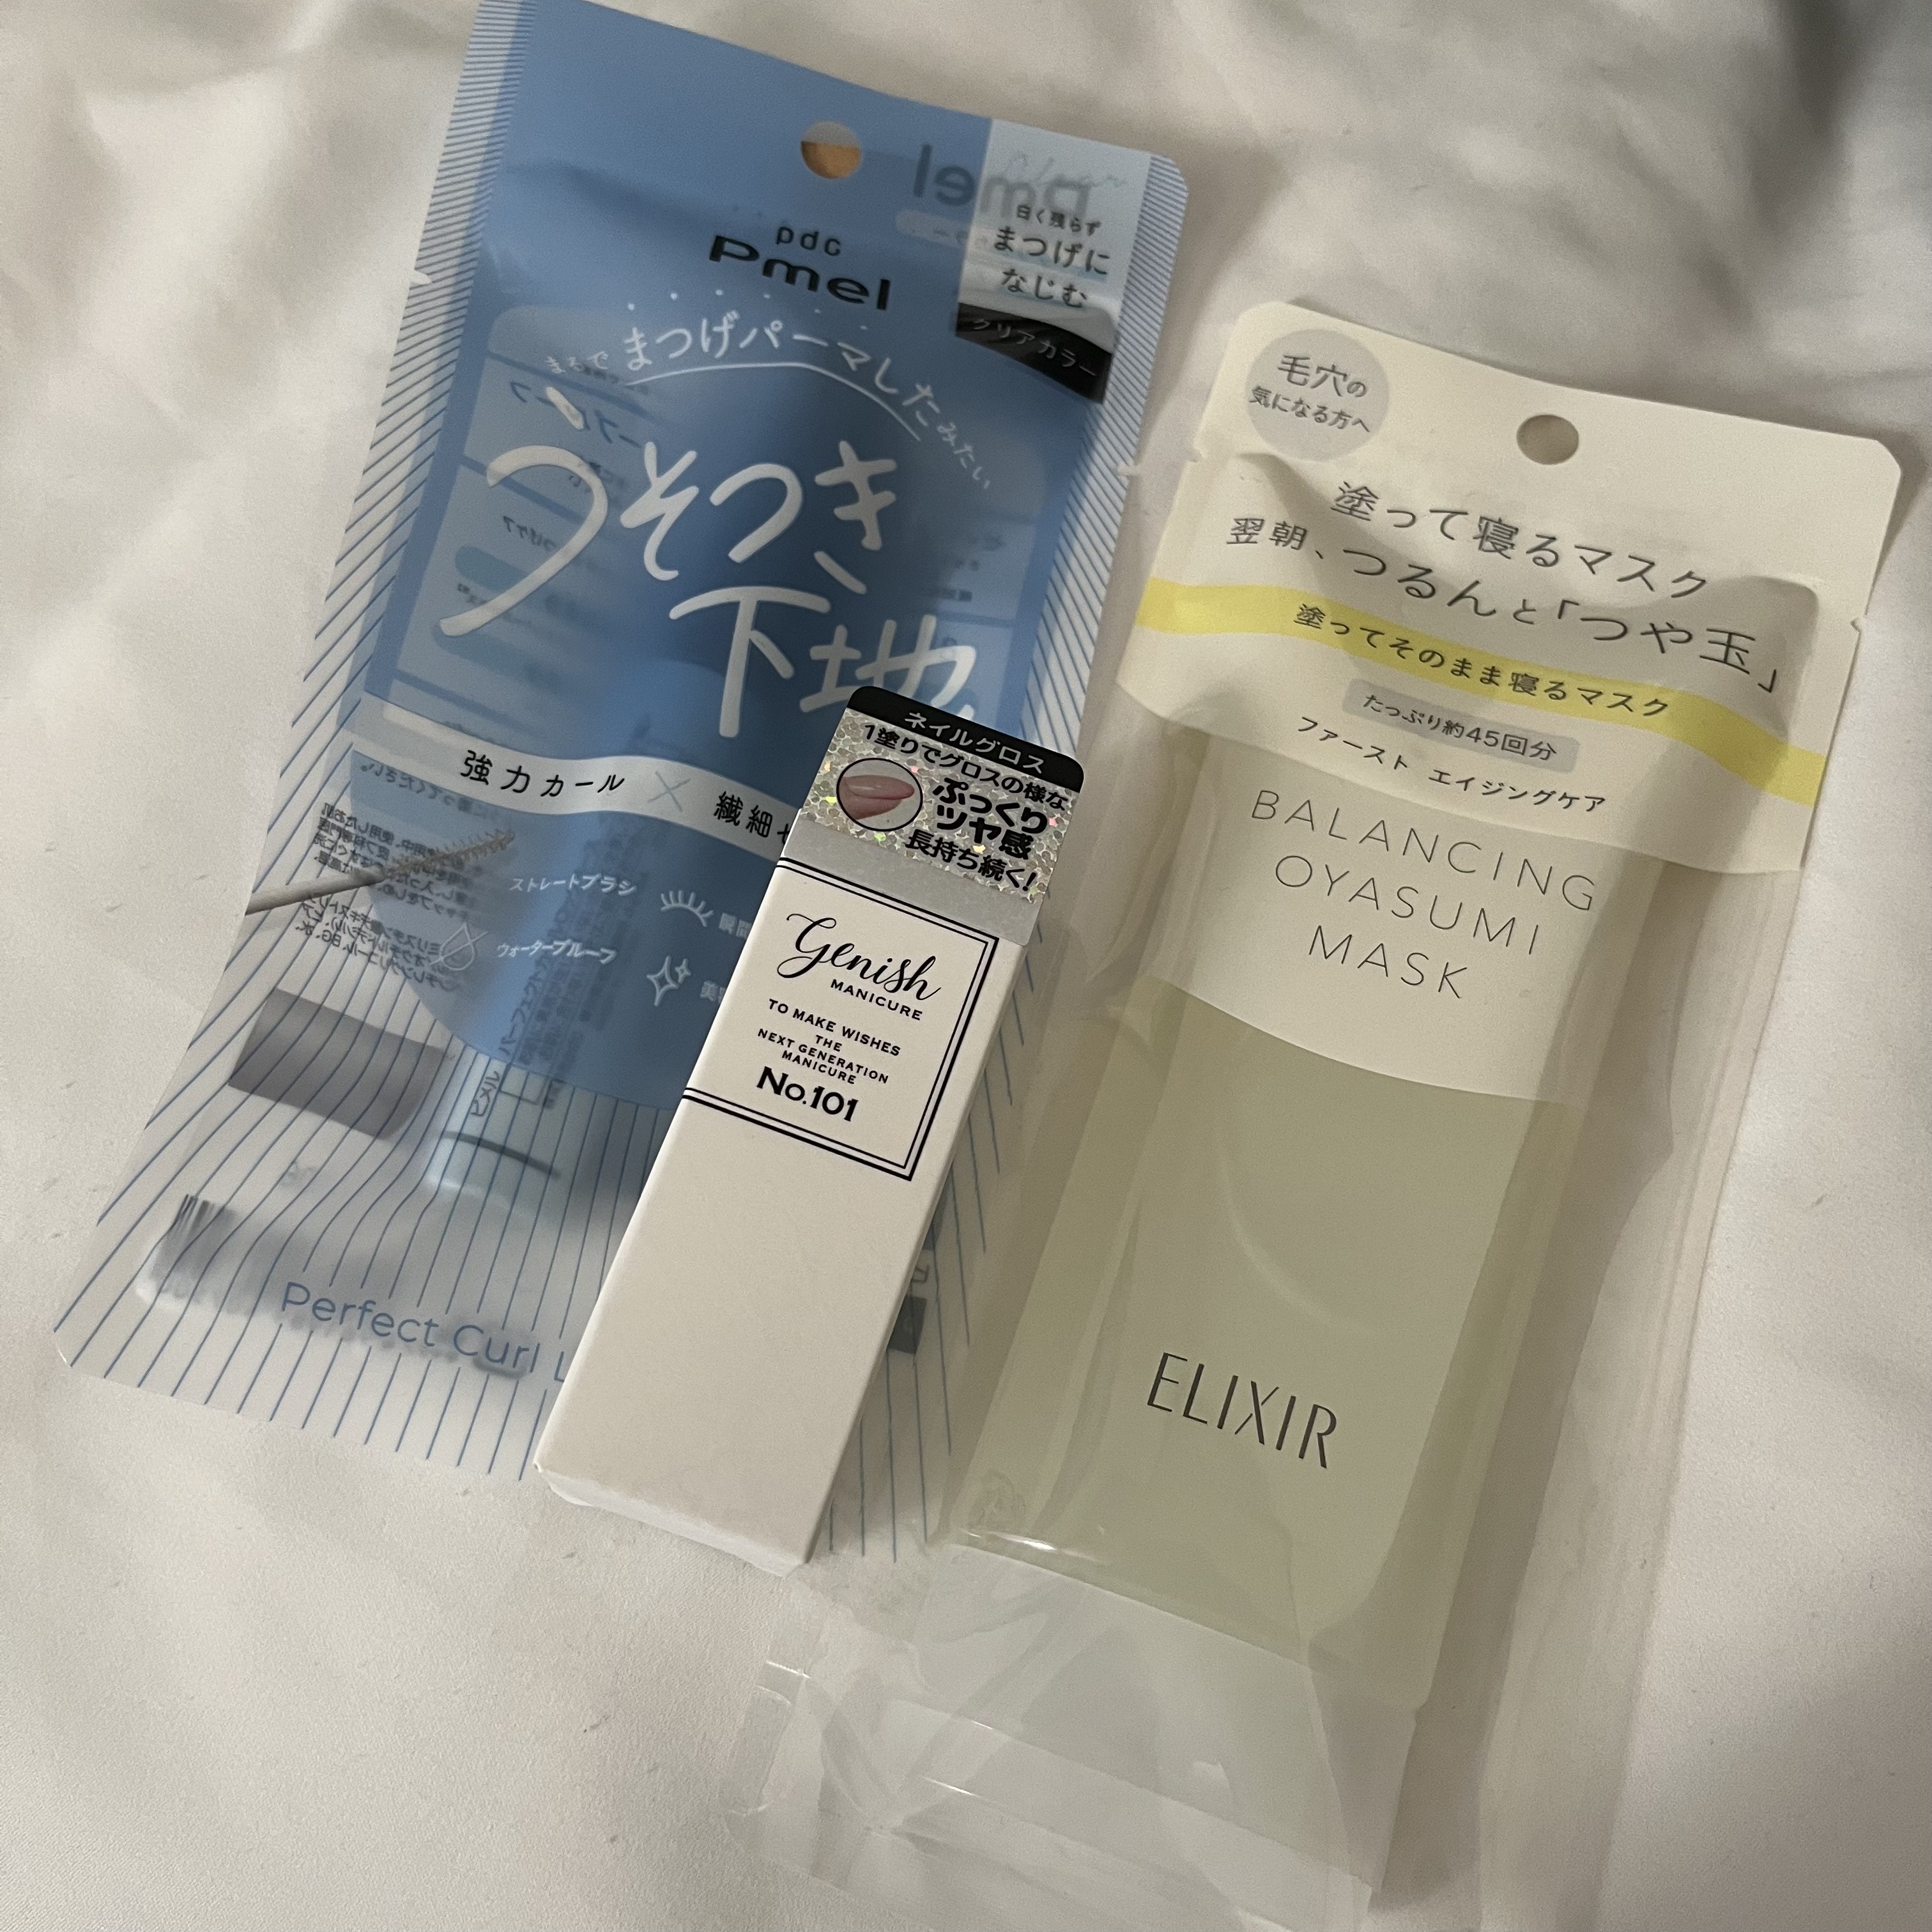 pdc
Pmel
白く残らず
まつげに
なじむ
クリアカラー
まるで まつげパーマしたみたい
うそつき
下地
強力カール × 繊細
ストレートブラシ
ウォータープルーフ
Perfect Curl L
ネイルグロス
1塗りでグロスの様な
ぷっくり
ツヤ感
長持ち続く!
Genish
MANICURE
TO MAKE WISHES
THE
NEXT GENERATION
MANICURE
No.101
毛穴の
気になる方へ
塗って寝るマスク
翌朝、つるんと「つや玉」
塗ってそのまま寝るマスク
たっぷり約45回分
ファースト エイジングケア
BALANCING
OYASUMI
MASK
ELIXIR